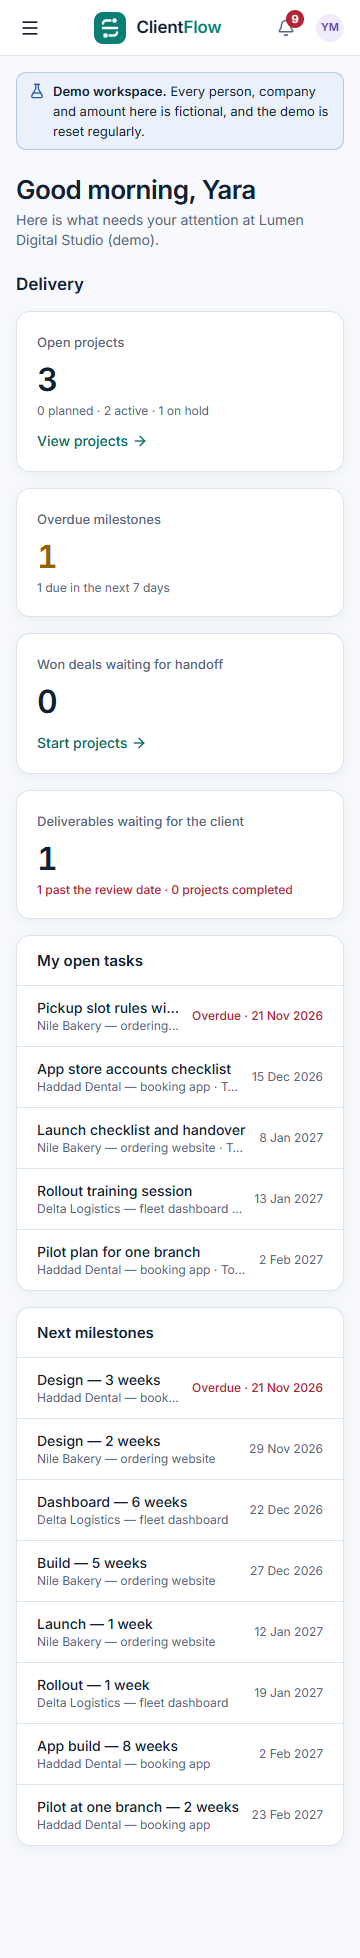 ClientFlow
9
YM
Demo workspace. Every person, company
and amount here is fictional, and the demo is
reset regularly.
Good morning, Yara
Here is what needs your attention at Lumen
Digital Studio (demo).
Delivery
Open projects
3
0 planned · 2 active · 1 on hold
View projects →
Overdue milestones
1
1 due in the next 7 days
Won deals waiting for handoff
0
Start projects →
Deliverables waiting for the client
1
1 past the review date · 0 projects completed
My open tasks
Pickup slot rules wi... Overdue · 21 Nov 2026
Nile Bakery — ordering...
App store accounts checklist 15 Dec 2026
Haddad Dental — booking app · T...
Launch checklist and handover 8 Jan 2027
Nile Bakery — ordering website · T...
Rollout training session 13 Jan 2027
Delta Logistics — fleet dashboard ...
Pilot plan for one branch 2 Feb 2027
Haddad Dental — booking app · To...
Next milestones
Design — 3 weeks Overdue · 21 Nov 2026
Haddad Dental — book...
Design — 2 weeks 29 Nov 2026
Nile Bakery — ordering website
Dashboard — 6 weeks 22 Dec 2026
Delta Logistics — fleet dashboard
Build — 5 weeks 27 Dec 2026
Nile Bakery — ordering website
Launch — 1 week 12 Jan 2027
Nile Bakery — ordering website
Rollout — 1 week 19 Jan 2027
Delta Logistics — fleet dashboard
App build — 8 weeks 2 Feb 2027
Haddad Dental — booking app
Pilot at one branch — 2 weeks 23 Feb 2027
Haddad Dental — booking app